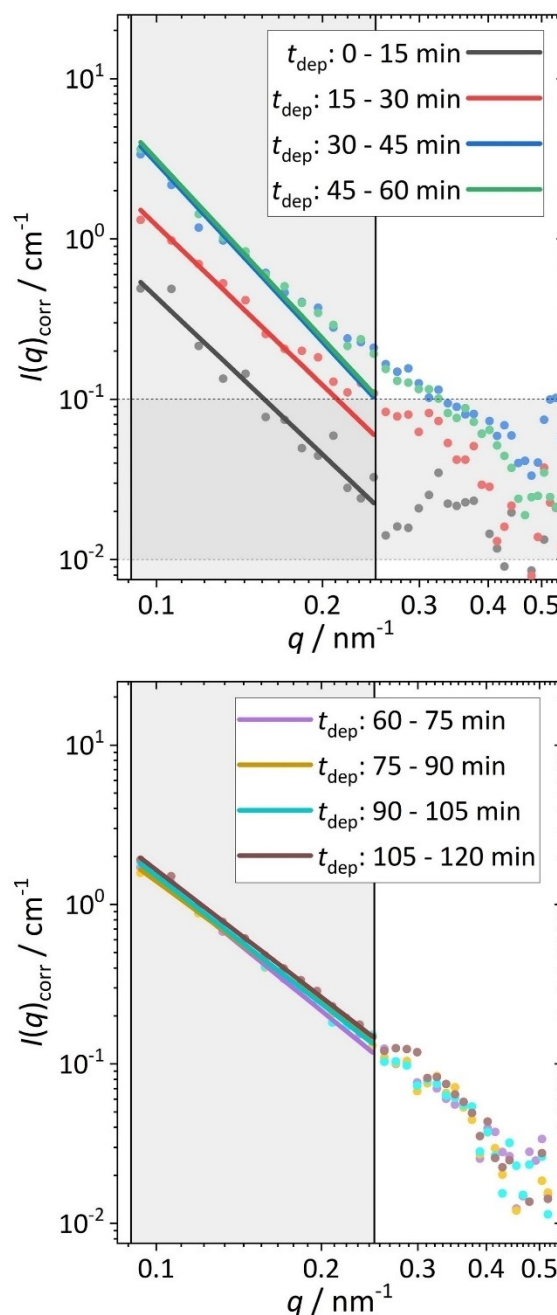 t_dep: 0 - 15 min
t_dep: 15 - 30 min
t_dep: 30 - 45 min
t_dep: 45 - 60 min
10^1
10^0
10^-1
10^-2
I(q)_corr / cm^-1
0.1 0.2 0.3 0.4 0.5
q / nm^-1
t_dep: 60 - 75 min
t_dep: 75 - 90 min
t_dep: 90 - 105 min
t_dep: 105 - 120 min
10^1
10^0
10^-1
10^-2
I(q)_corr / cm^-1
0.1 0.2 0.3 0.4 0.5
q / nm^-1